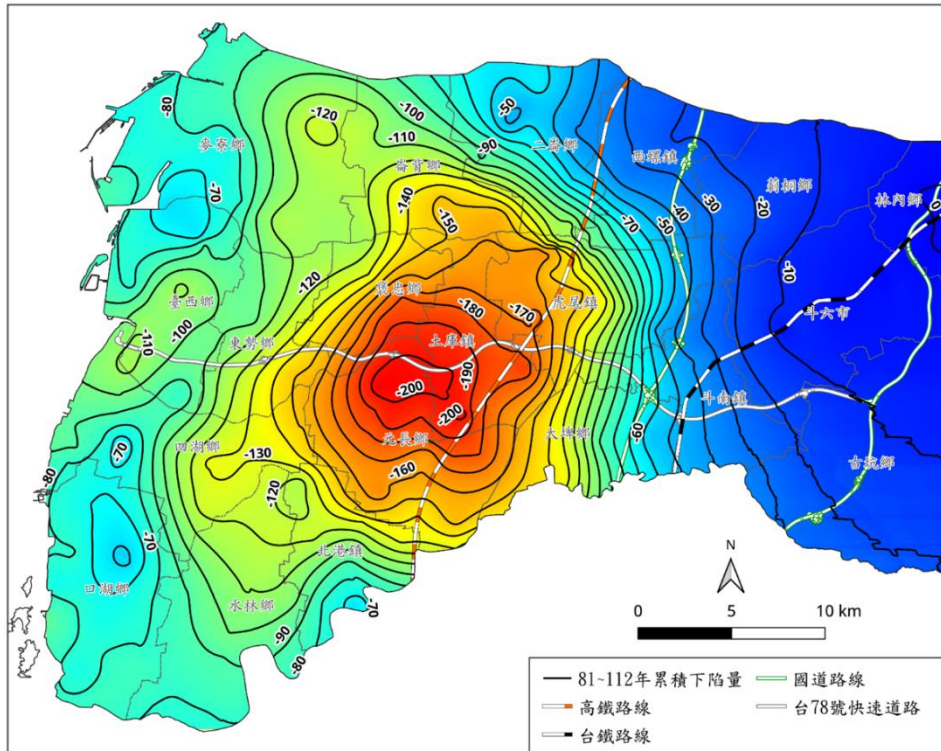 -50
-120
-100
-80
-110
麥寮鄉
-90
二崙鄉
崙背鄉
西螺鎮
莿桐鄉
林內鄉
-70
-140
-40
-30
-20
0
-150
-70
-50
-120
-10
褒忠鄉
-180
-170
虎尾鎮
臺西鄉
斗六市
-100
-110
東勢鄉
土庫鎮
-190
-200
斗南鎮
-200
-60
元長鄉
大埤鄉
四湖鄉
-70
-130
-160
古坑鄉
-80
-120
-70
北港鎮
口湖鄉
水林鄉
-70
-90
-80
N
0 5 10 km
81~112年累積下陷量
國道路線
高鐵路線
台78號快速道路
台鐵路線